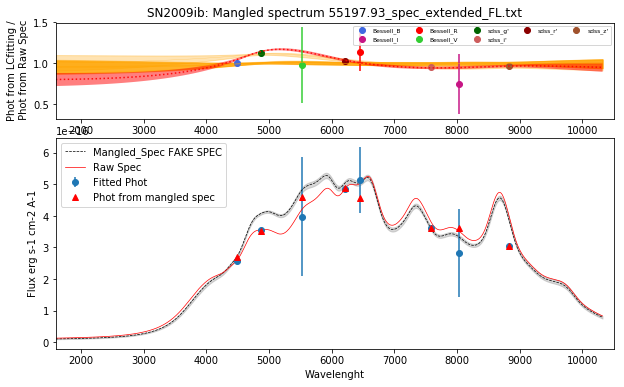 SN2009ib: Mangled spectrum 55197.93_spec_extended_FL.txt
Phot from LCfitting /
Phot from Raw Spec
1.5
1.0
0.5
Bessell_B
Bessell_I
Bessell_R
Bessell_V
sdss_g'
sdss_i'
sdss_r'
sdss_z'
2000 3000 4000 5000 6000 7000 8000 9000 10000
1e−16
Flux erg s-1 cm-2 A-1
6
5
4
3
2
1
0
Mangled_Spec FAKE SPEC
Raw Spec
Fitted Phot
Phot from mangled spec
2000 3000 4000 5000 6000 7000 8000 9000 10000
Wavelenght